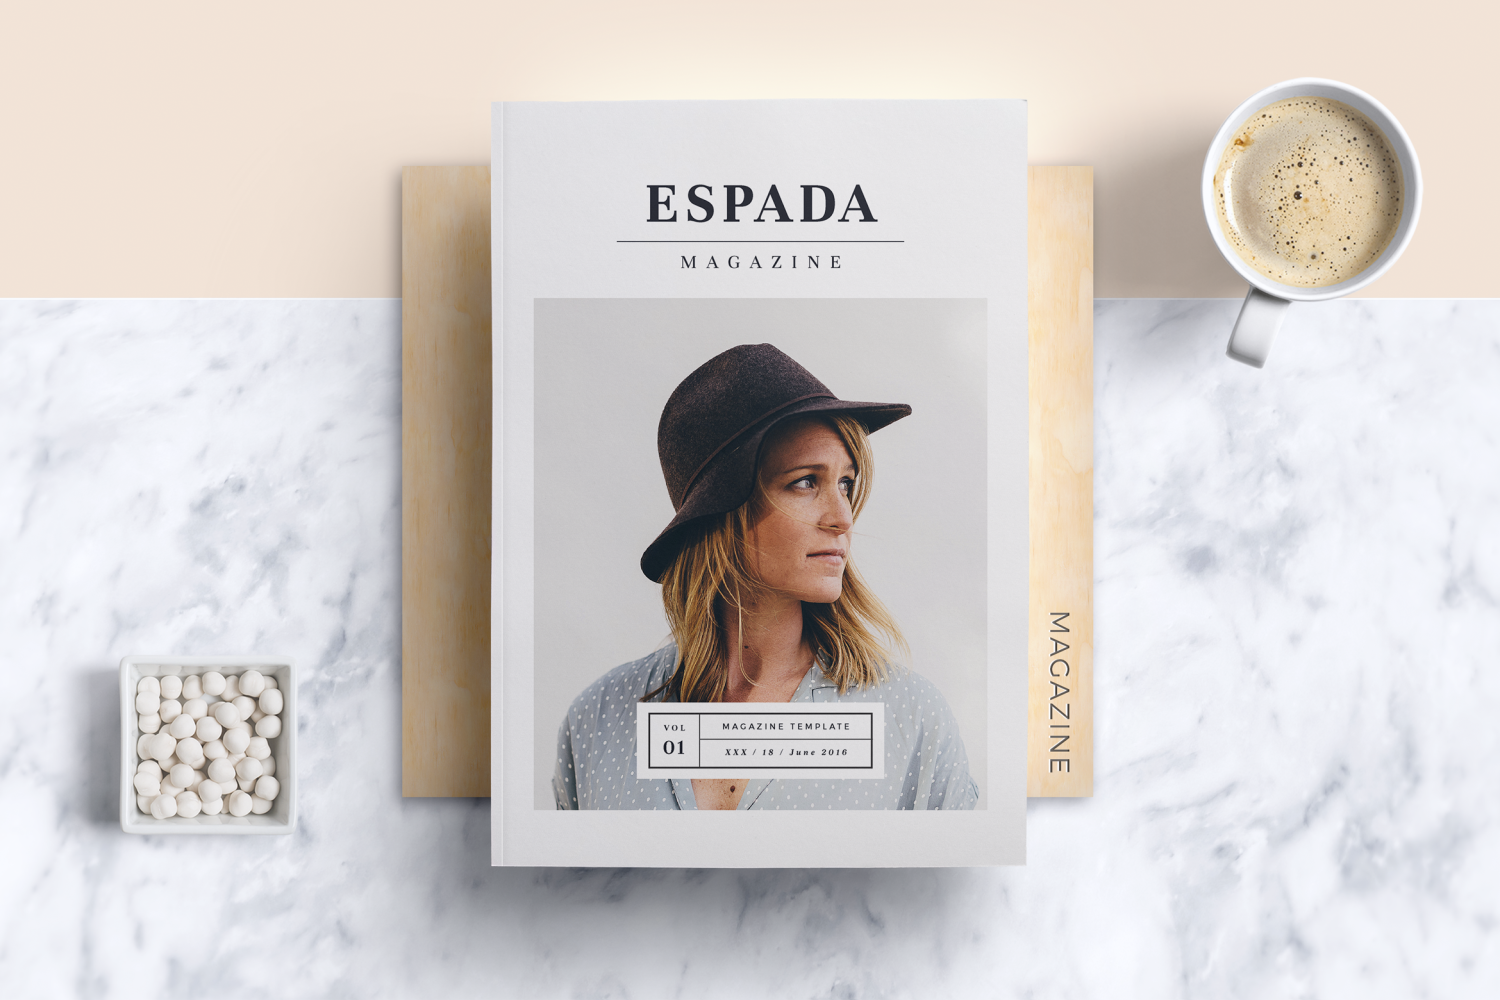 ESPADA
MAGAZINE
VOL
01
MAGAZINE TEMPLATE
XXX / 18 / June 2016
MAGAZINE